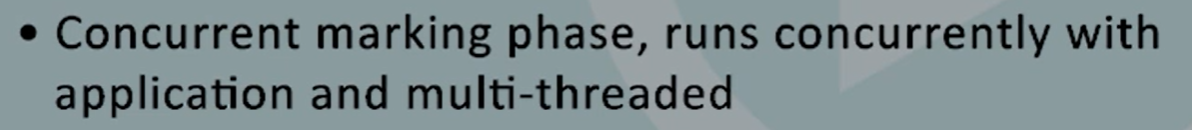 • Concurrent marking phase, runs concurrently with
application and multi-threaded